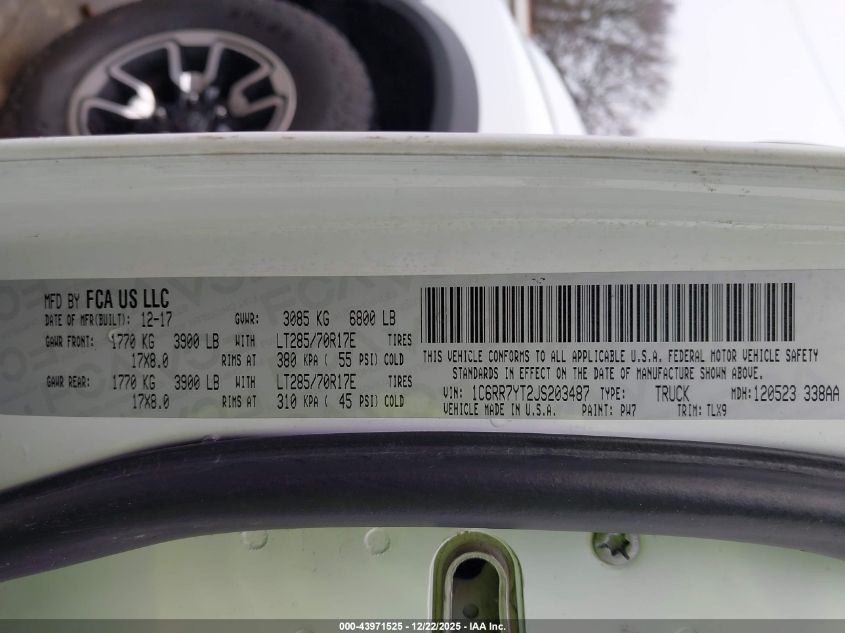 MFD BY FCA US LLC
DATE OF MFR(BUILT): 12-17 GVWR: 3085 KG 6800 LB
GAWR FRONT: 1770 KG 3900 LB WITH LT285/70R17E TIRES
17X8.0 RIMS AT 380 KPA ( 55 PSI) COLD
GAWR REAR: 1770 KG 3900 LB WITH LT285/70R17E TIRES
17X8.0 RIMS AT 310 KPA ( 45 PSI) COLD
THIS VEHICLE CONFORMS TO ALL APPLICABLE U.S.A. FEDERAL MOTOR VEHICLE SAFETY
STANDARDS IN EFFECT ON THE DATE OF MANUFACTURE SHOWN ABOVE.
VIN: 1C6RR7YT2JS203487 TYPE: TRUCK MDH: 120523 338AA
VEHICLE MADE IN U.S.A. PAINT: PW7 TRIM: TLX9
000-43971525 - 12/22/2025 - IAA Inc.